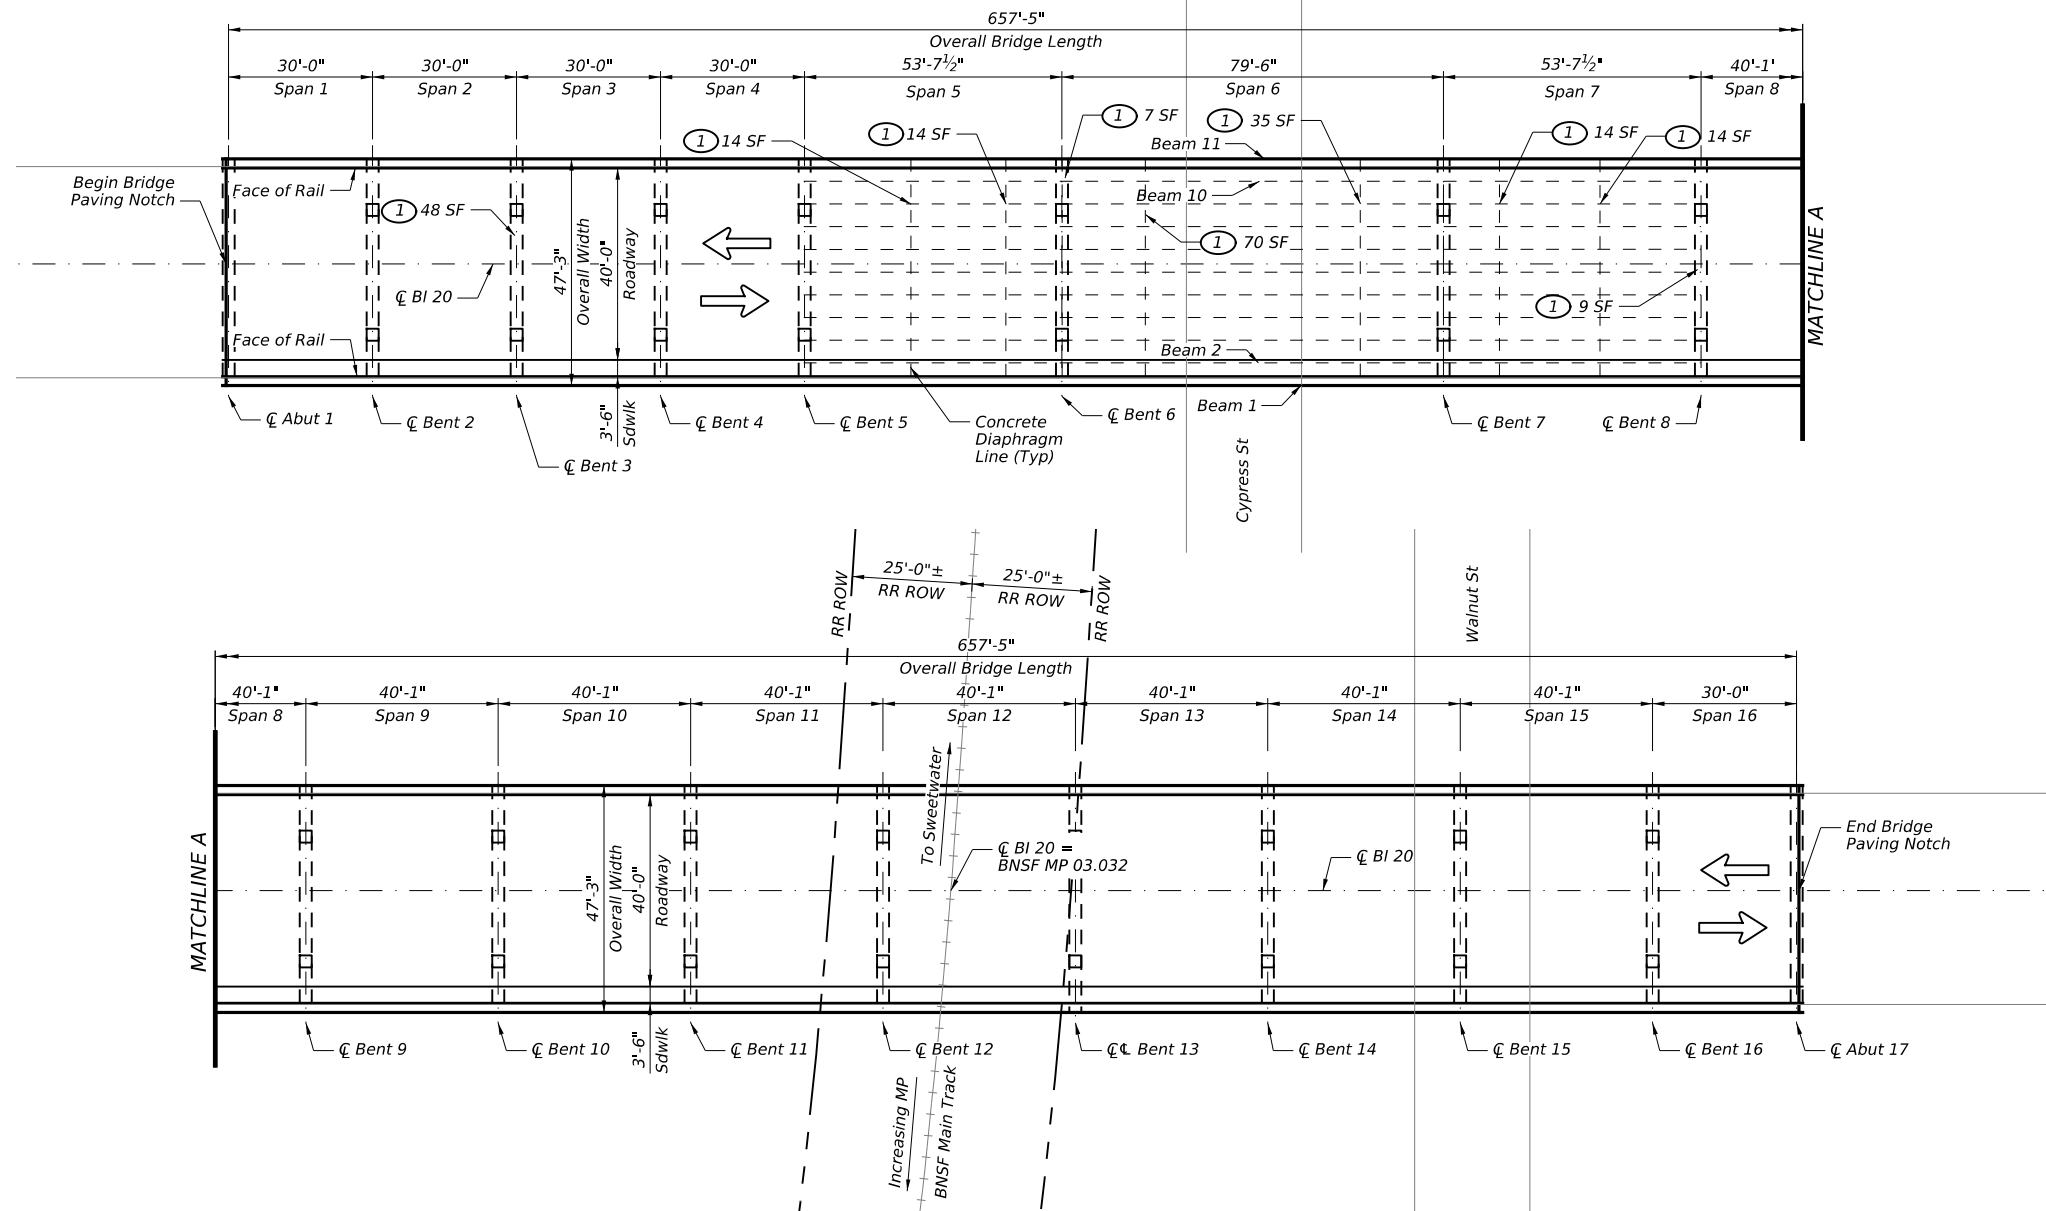 657'-5"
Overall Bridge Length
30'-0"
Span 1
30'-0"
Span 2
30'-0"
Span 3
30'-0"
Span 4
53'-7½"
Span 5
79'-6"
Span 6
53'-7½"
Span 7
40'-1'
Span 8
1 14 SF
1 14 SF
1 7 SF
1 35 SF
1 14 SF
1 14 SF
Beam 11
Begin Bridge
Paving Notch
Face of Rail
1 48 SF
Beam 10
1 70 SF
47'-3"
Overall Width
40'-0"
Roadway
℄ BI 20
1 9 SF
MATCHLINE A
Face of Rail
Beam 2
Beam 1
℄ Abut 1
℄ Bent 2
℄ Bent 3
3'-6"
Sdwlk
℄ Bent 4
℄ Bent 5
Concrete
Diaphragm
Line (Typ)
℄ Bent 6
℄ Bent 7
℄ Bent 8
Cypress St
RR ROW
25'-0"±
RR ROW
25'-0"±
RR ROW
RR ROW
Walnut St
657'-5"
Overall Bridge Length
40'-1"
Span 8
40'-1"
Span 9
40'-1"
Span 10
40'-1"
Span 11
40'-1"
Span 12
40'-1"
Span 13
40'-1"
Span 14
40'-1"
Span 15
30'-0"
Span 16
MATCHLINE A
47'-3"
Overall Width
40'-0"
Roadway
To Sweetwater
℄ BI 20 =
BNSF MP 03.032
℄ BI 20
End Bridge
Paving Notch
℄ Bent 9
℄ Bent 10
3'-6"
Sdwlk
℄ Bent 11
℄ Bent 12
℄℄ Bent 13
℄ Bent 14
℄ Bent 15
℄ Bent 16
℄ Abut 17
Increasing MP
BNSF Main Track